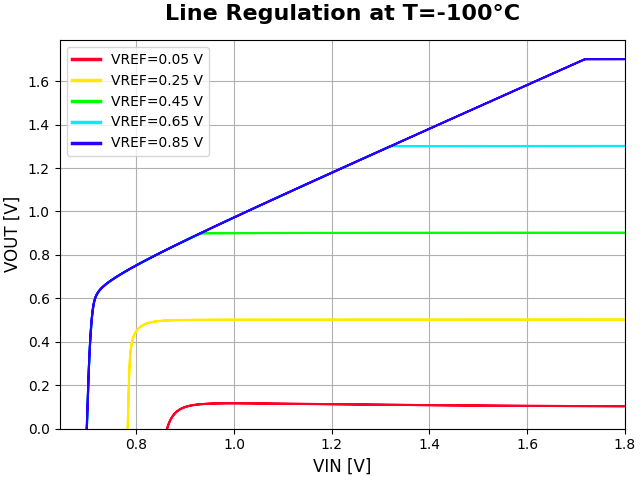 Line Regulation at T=-100°C
VREF=0.05 V
VREF=0.25 V
VREF=0.45 V
VREF=0.65 V
VREF=0.85 V
VOUT [V]
1.6
1.4
1.2
1.0
0.8
0.6
0.4
0.2
0.0
0.8 1.0 1.2 1.4 1.6 1.8
VIN [V]